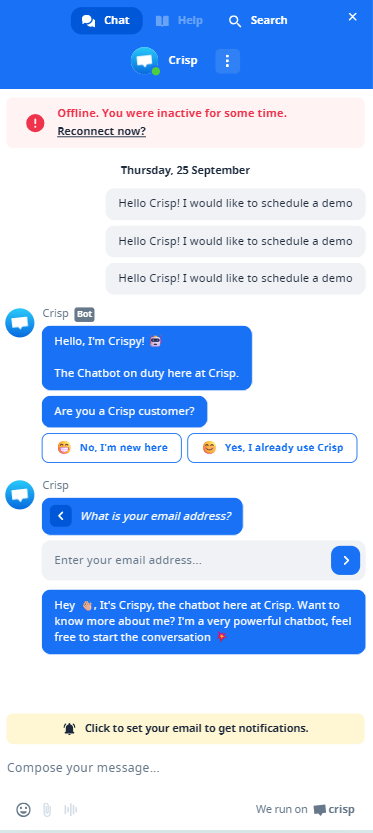 Chat Help Search
Crisp
Offline. You were inactive for some time.
Reconnect now?
Thursday, 25 September
Hello Crisp! I would like to schedule a demo
Hello Crisp! I would like to schedule a demo
Hello Crisp! I would like to schedule a demo
Crisp Bot
Hello, I'm Crispy!
The Chatbot on duty here at Crisp.
Are you a Crisp customer?
No, I'm new here Yes, I already use Crisp
Crisp
What is your email address?
Enter your email address...
Hey 👋🏼, It's Crispy, the chatbot here at Crisp. Want to
know more about me? I'm a very powerful chatbot, feel
free to start the conversation
Click to set your email to get notifications.
Compose your message...
We run on crisp